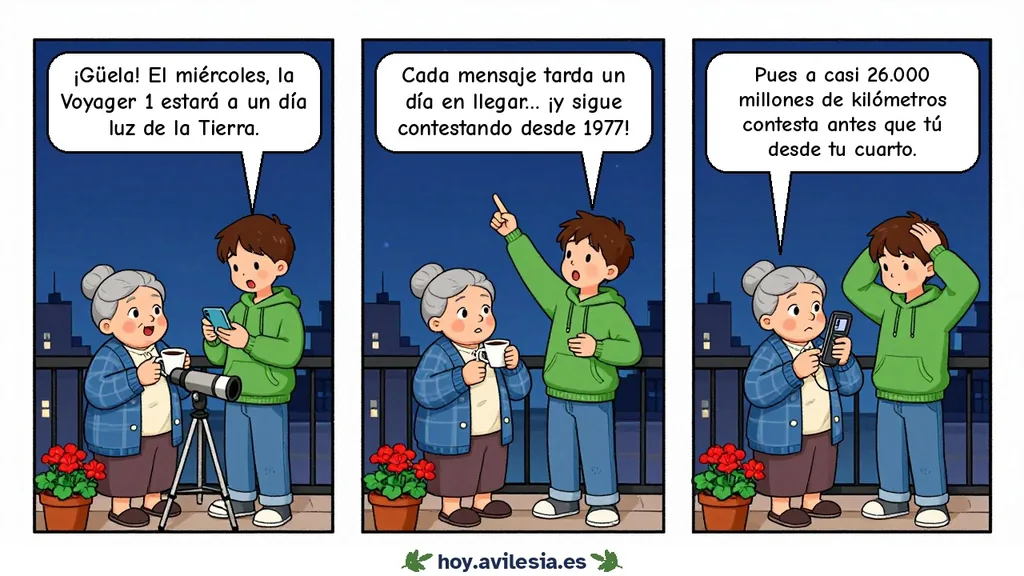 ¡Güela! El miércoles, la
Voyager 1 estará a un día
luz de la Tierra.
Cada mensaje tarda un
día en llegar... ¡y sigue
contestando desde 1977!
Pues a casi 26.000
millones de kilómetros
contesta antes que tú
desde tu cuarto.
hoy.avilesia.es